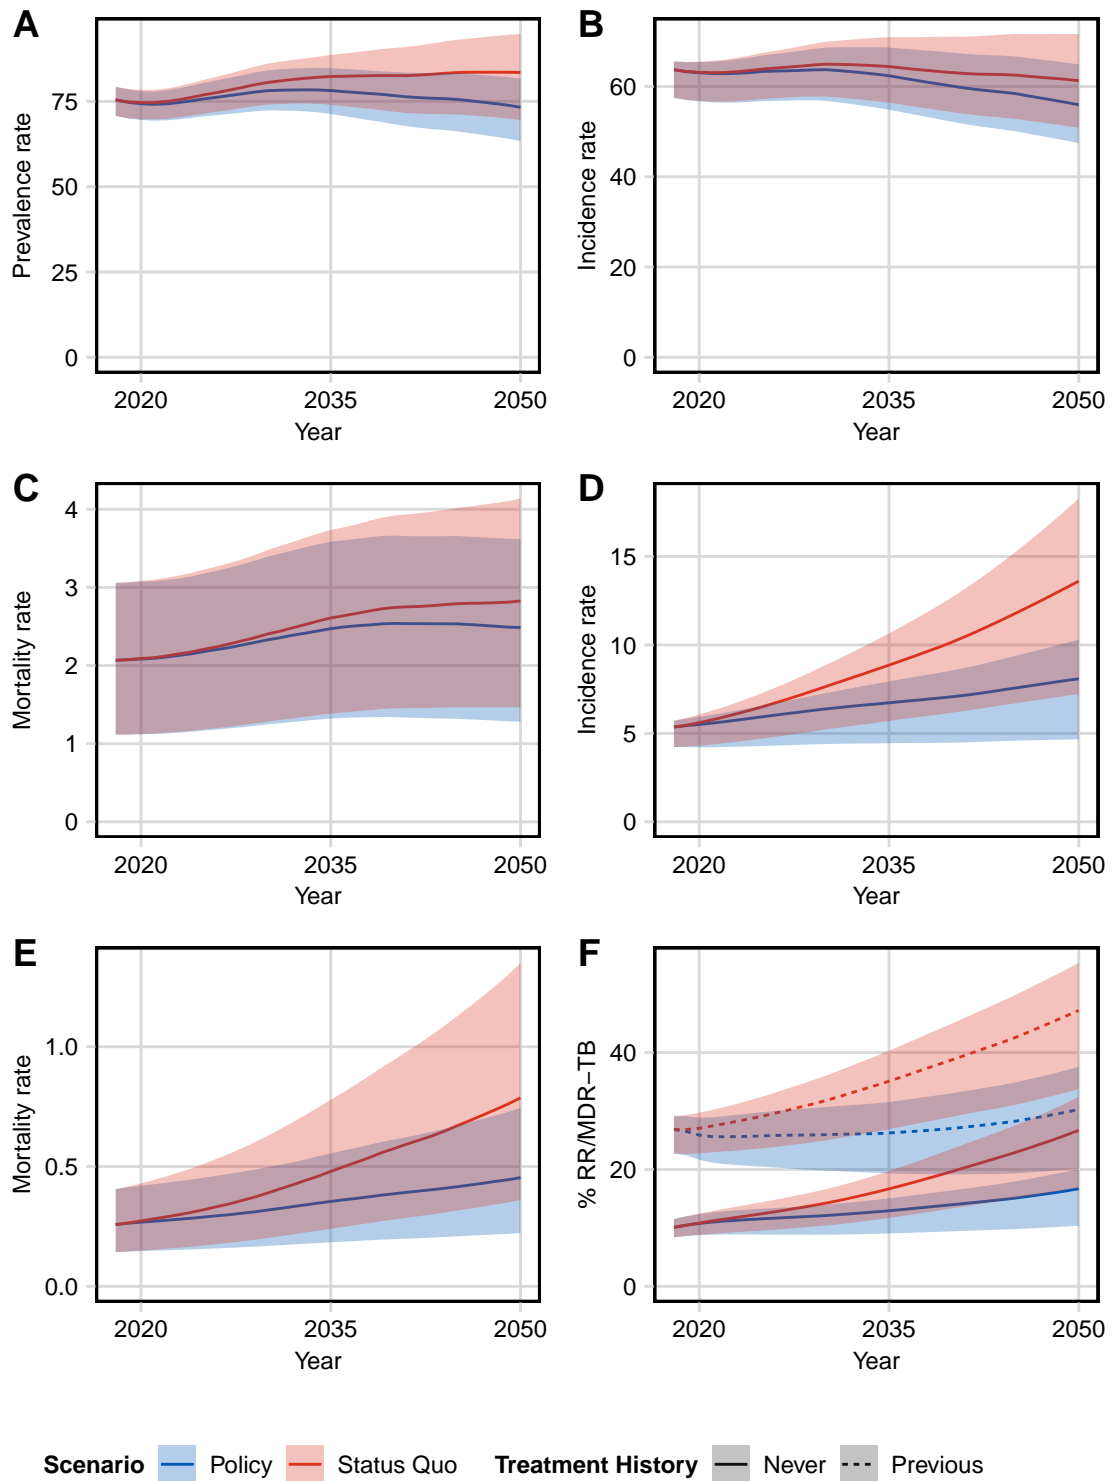 A
Prevalence rate
75
50
25
0
2020 2035 2050
Year
B
Incidence rate
60
40
20
0
2020 2035 2050
Year
C
Mortality rate
4
3
2
1
0
2020 2035 2050
Year
D
Incidence rate
15
10
5
0
2020 2035 2050
Year
E
Mortality rate
1.0
0.5
0.0
2020 2035 2050
Year
F
% RR/MDR−TB
40
20
0
2020 2035 2050
Year
Scenario Policy Status Quo Treatment History Never Previous